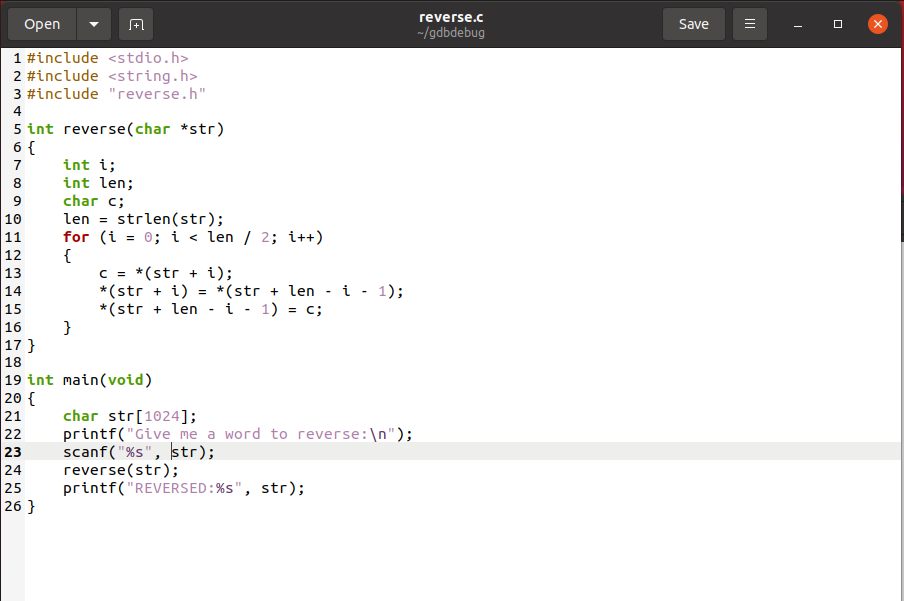 Open
reverse.c
~/gdbdebug
Save
1 #include <stdio.h>
2 #include <string.h>
3 #include "reverse.h"
4
5 int reverse(char *str)
6 {
7     int i;
8     int len;
9     char c;
10     len = strlen(str);
11     for (i = 0; i < len / 2; i++)
12     {
13         c = *(str + i);
14         *(str + i) = *(str + len - i - 1);
15         *(str + len - i - 1) = c;
16     }
17 }
18
19 int main(void)
20 {
21     char str[1024];
22     printf("Give me a word to reverse:\n");
23     scanf("%s", str);
24     reverse(str);
25     printf("REVERSED:%s", str);
26 }